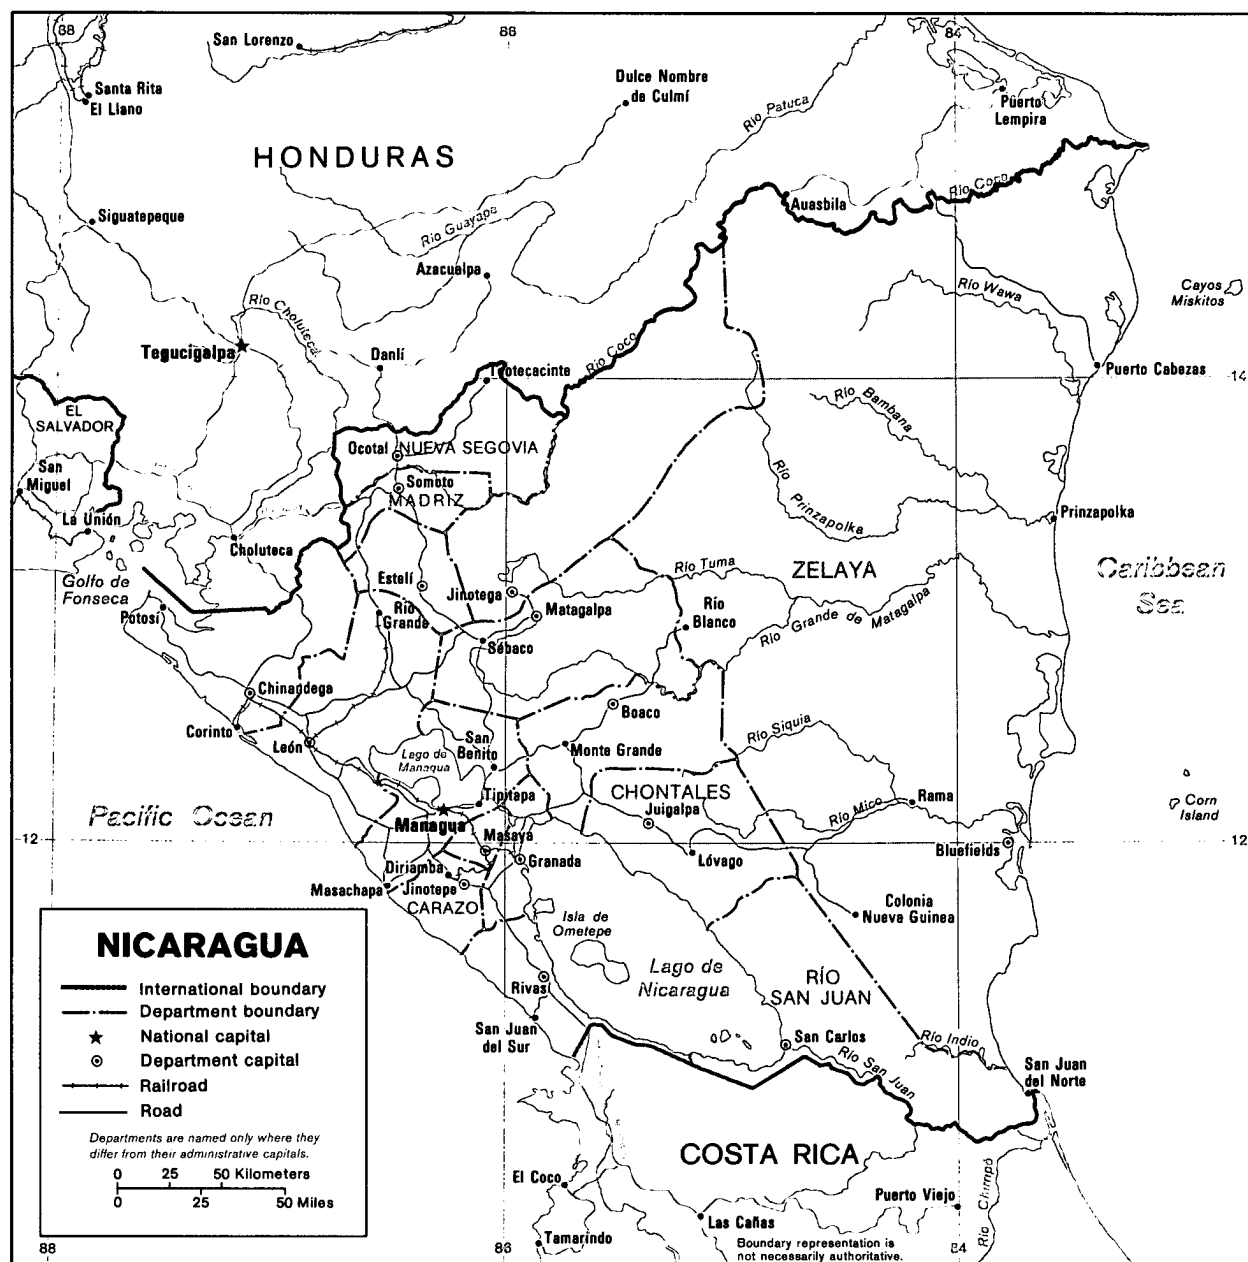 88
86
84
San Lorenzo
Santa Rita
El Llano
Dulce Nombre
de Culmí
Río Patuca
Puerto
Lempira
HONDURAS
Río Coco
Auasbila
Siguatepeque
Río Guayape
Azacualpa
Río Wawa
Cayos
Miskitos
Río Choluteca
Tegucigalpa
Danlí
Río Coco
Teotecacinte
Puerto Cabezas
14
EL
SALVADOR
Río Bambana
Ocotal
NUEVA SEGOVIA
San
Miguel
Somoto
MADRIZ
Río Prinzapolka
Prinzapolka
La Unión
Choluteca
Golfo de
Fonseca
Estelí
Jinotega
Río Tuma
ZELAYA
Caribbean
Sea
Potosí
Río
Grande
Matagalpa
Río
Blanco
Río Grande de Matagalpa
Sébaco
Chinandega
Boaco
Corinto
León
San
Benito
Monte Grande
Río Siquia
Lago de
Managua
Tipitapa
CHONTALES
Juigalpa
Río Mico
Rama
Corn
Island
Pacific Ocean
Managua
Masaya
12
12
Granada
Lóvago
Bluefields
Diriamba
Masachapa
Jinotepe
CARAZO
Colonia
Nueva Guinea
Isla de
Ometepe
NICARAGUA
International boundary
Department boundary
National capital
Department capital
Railroad
Road
Departments are named only where they
differ from their administrative capitals.
0 25 50 Kilometers
0 25 50 Miles
Lago de
Nicaragua
RÍO
SAN JUAN
Rivas
San Juan
del Sur
San Carlos
Río San Juan
Río Indio
San Juan
del Norte
COSTA RICA
El Coco
Puerto Viejo
Las Cañas
Tamarindo
Boundary representation is
not necessarily authoritative.
88
84